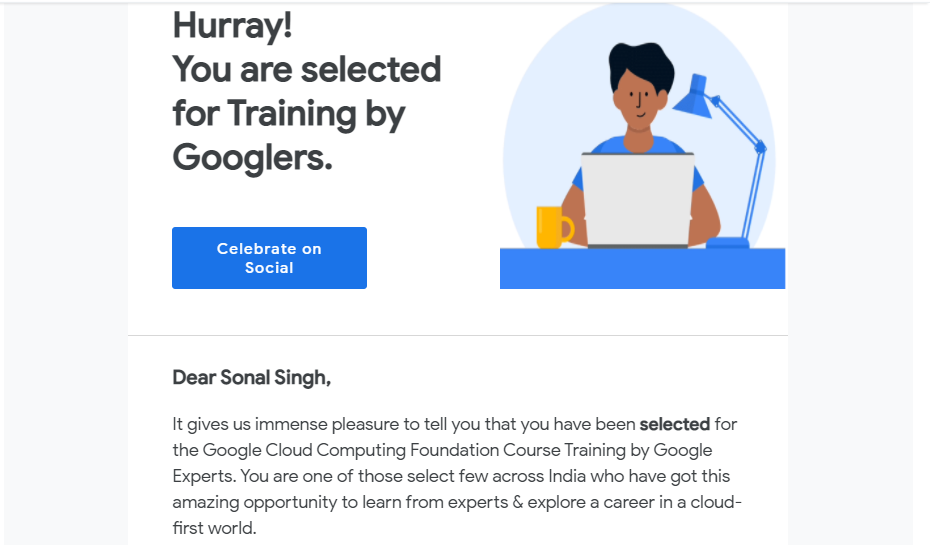 Hurray!
You are selected
for Training by
Googlers.
Celebrate on
Social
Dear Sonal Singh,
It gives us immense pleasure to tell you that you have been selected for
the Google Cloud Computing Foundation Course Training by Google
Experts. You are one of those select few across India who have got this
amazing opportunity to learn from experts & explore a career in a cloud-
first world.